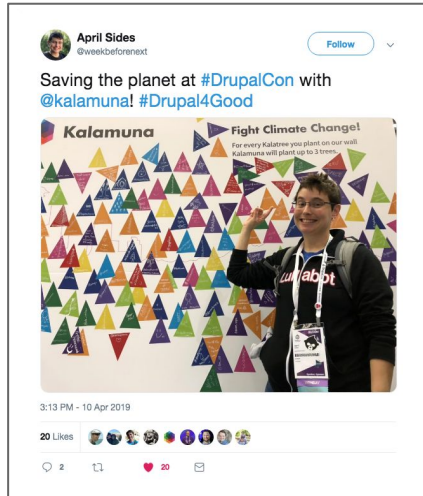 April Sides
@weekbeforenext
Follow
Saving the planet at #DrupalCon with
@kalamuna! #Drupal4Good
Kalamuna
Fight Climate Change!
For every Kalatree you plant on our wall
Kalamuna will plant up to 3 trees.
Lullabot
3:13 PM - 10 Apr 2019
20 Likes
2
20